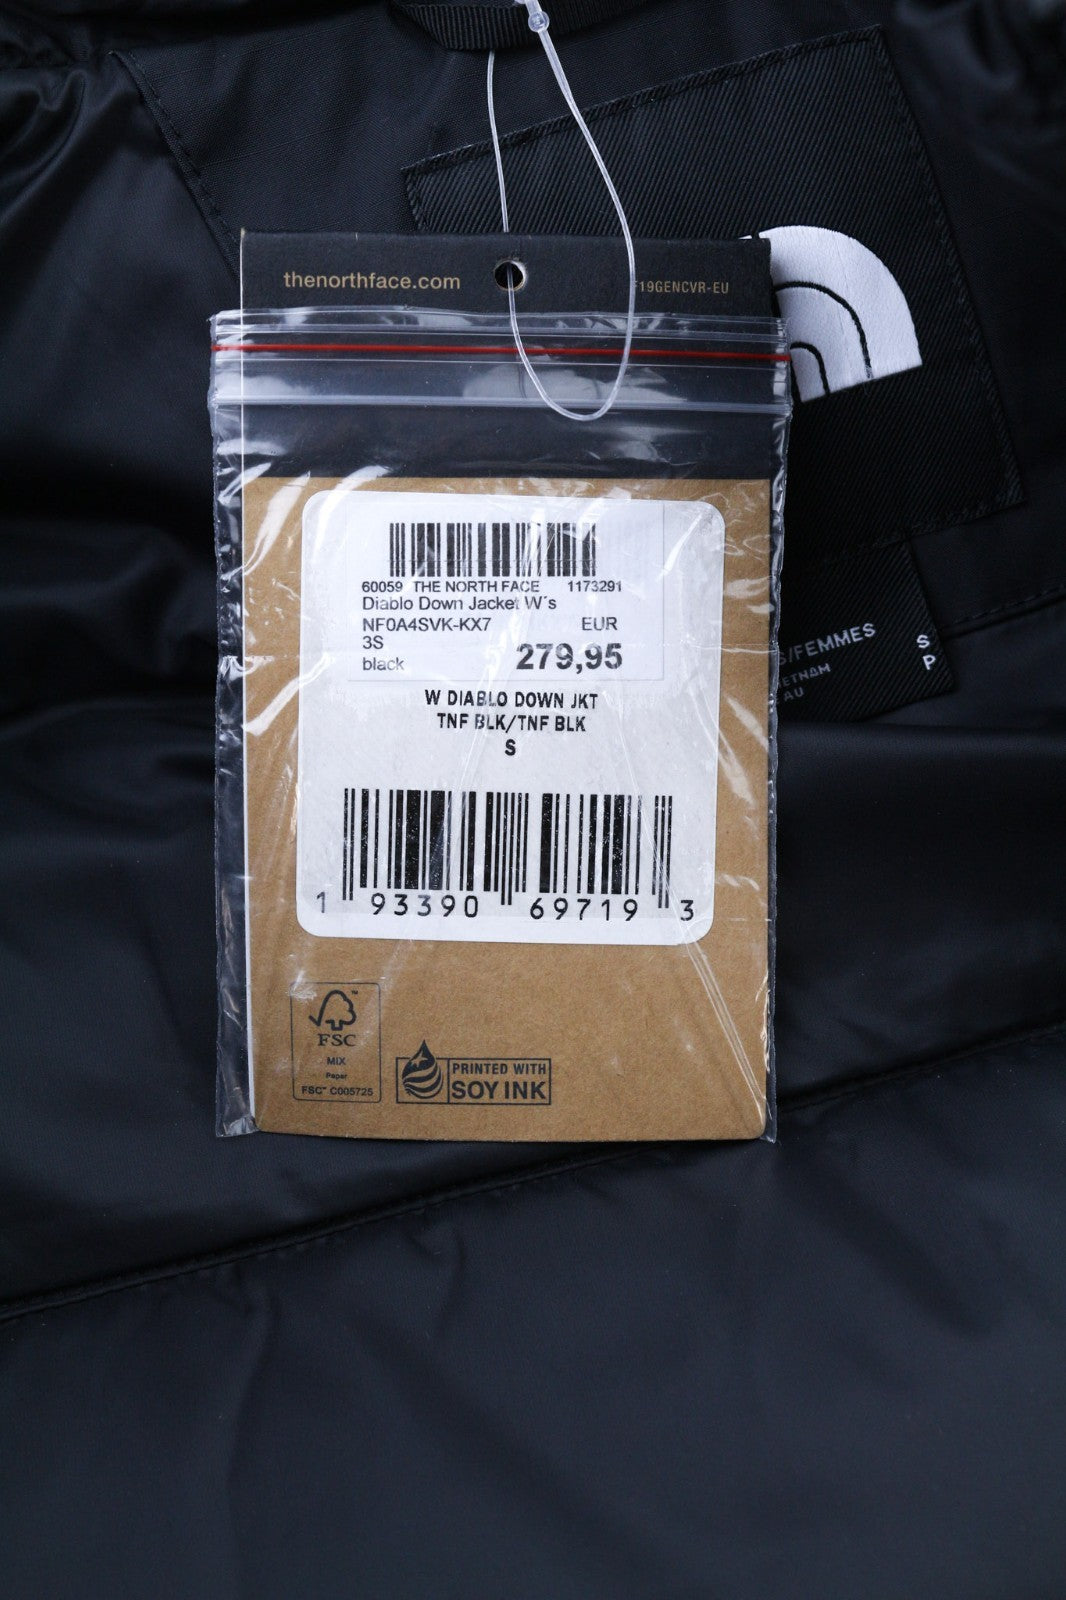 thenorthface.com
F19GENCVR-EU
60059 THE NORTH FACE 1173291
Diablo Down Jacket W´s
NF0A4SVK-KX7 EUR
3S
279,95
black
W DIABLO DOWN JKT
TNF BLK/TNF BLK
S
1 93390 69719 3
S/FEMMES S
P
AU
FSC
MIX
Paper
FSC™ C005725
PRINTED WITH
SOY INK